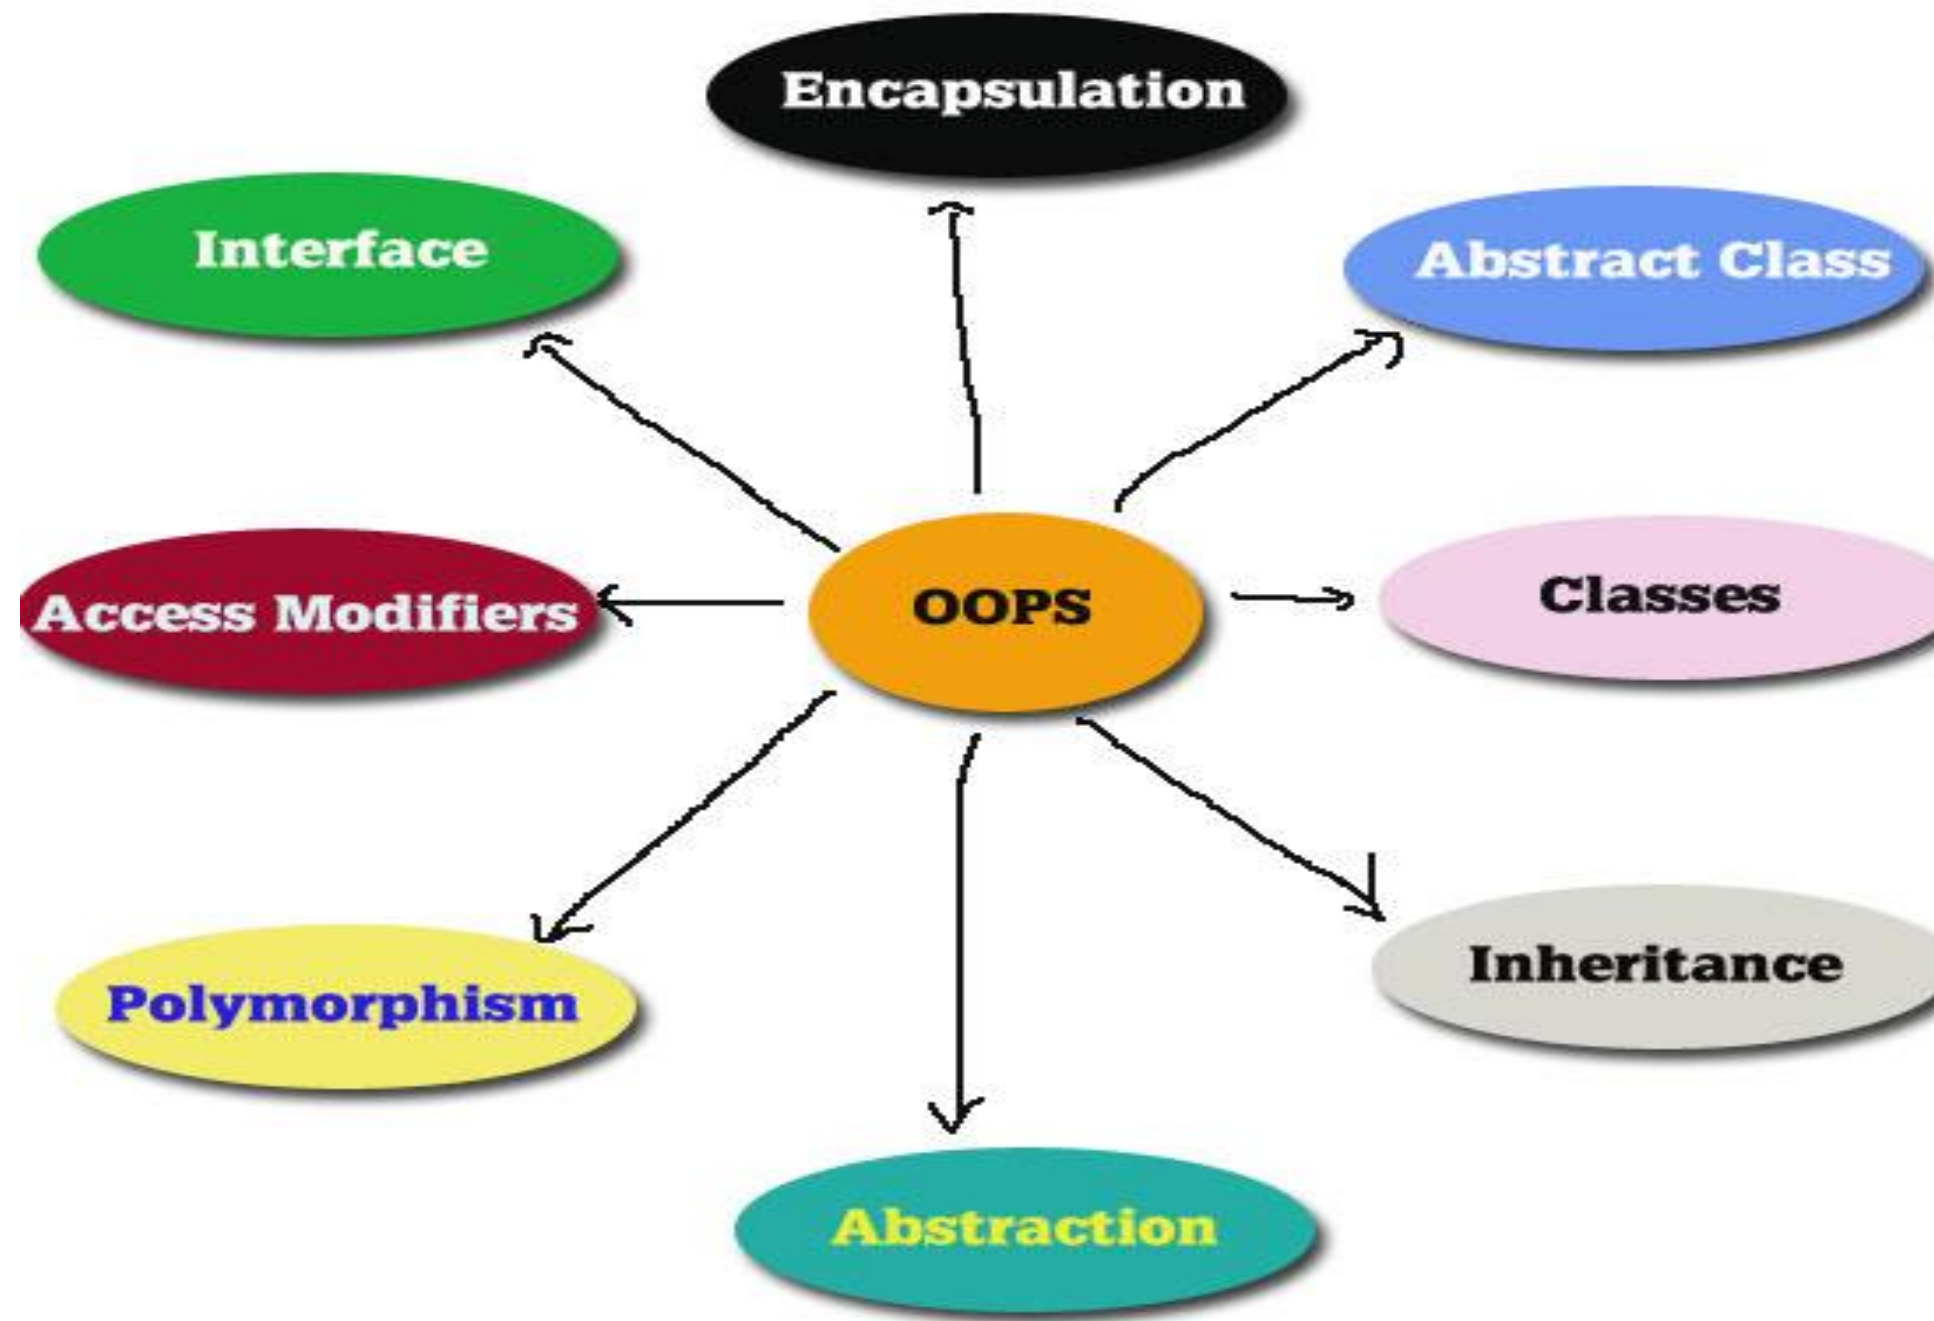 Encapsulation
Interface
Abstract Class
Access Modifiers
OOPS
Classes
Polymorphism
Inheritance
Abstraction